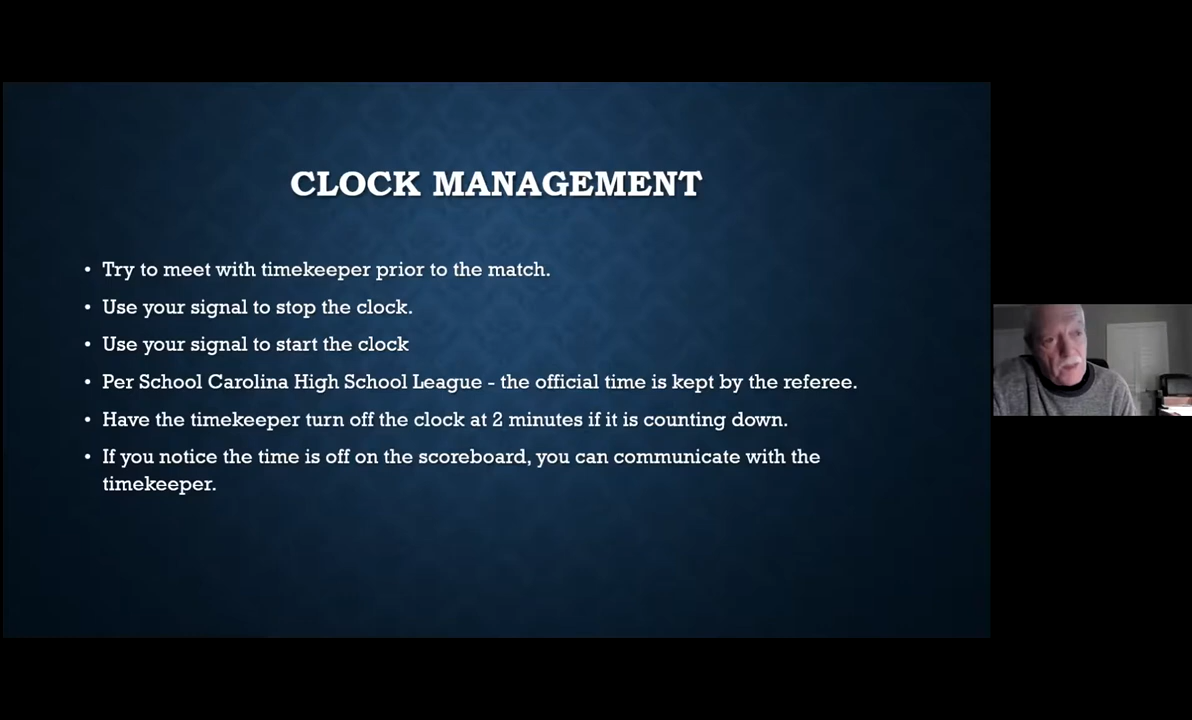 CLOCK MANAGEMENT
• Try to meet with timekeeper prior to the match.
• Use your signal to stop the clock.
• Use your signal to start the clock
• Per School Carolina High School League - the official time is kept by the referee.
• Have the timekeeper turn off the clock at 2 minutes if it is counting down.
• If you notice the time is off on the scoreboard, you can communicate with the
timekeeper.